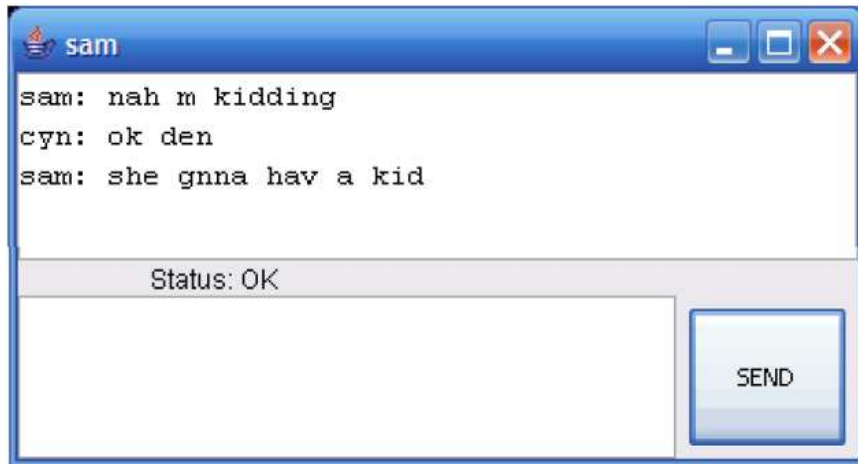 sam
sam: nah m kidding
cyn: ok den
sam: she gnna hav a kid
Status: OK
SEND